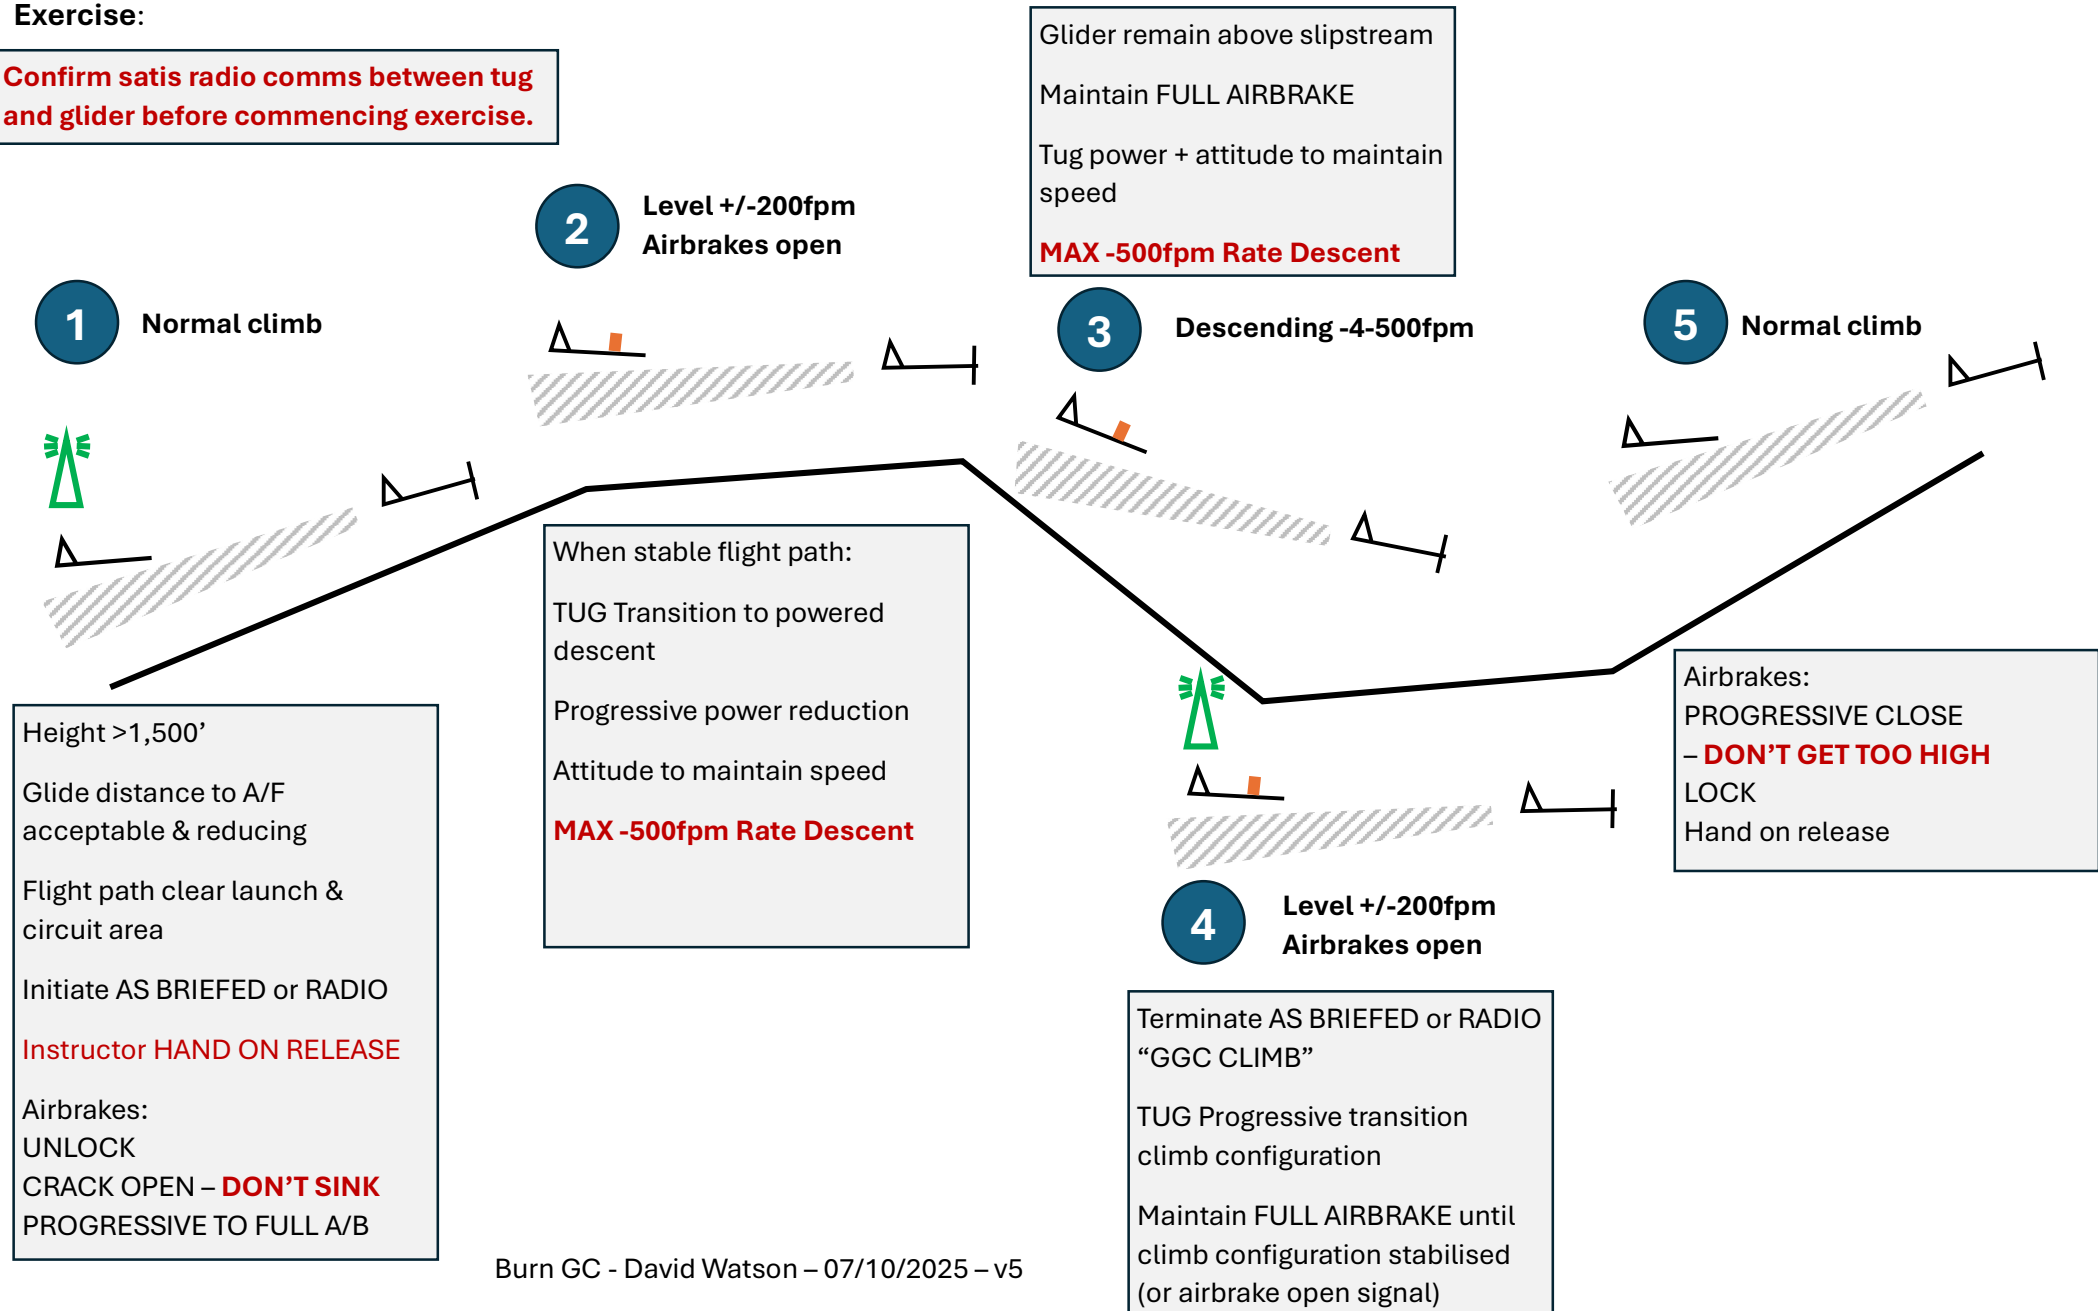 Exercise:
Confirm satis radio comms between tug
and glider before commencing exercise.
1
Normal climb
Height >1,500’
Glide distance to A/F
acceptable & reducing
Flight path clear launch &
circuit area
Initiate AS BRIEFED or RADIO
Instructor HAND ON RELEASE
Airbrakes:
UNLOCK
CRACK OPEN – DON’T SINK
PROGRESSIVE TO FULL A/B
2
Level +/-200fpm
Airbrakes open
When stable flight path:
TUG Transition to powered
descent
Progressive power reduction
Attitude to maintain speed
MAX -500fpm Rate Descent
Glider remain above slipstream
Maintain FULL AIRBRAKE
Tug power + attitude to maintain
speed
MAX -500fpm Rate Descent
3
Descending -4-500fpm
4
Level +/-200fpm
Airbrakes open
Terminate AS BRIEFED or RADIO
“GGC CLIMB”
TUG Progressive transition
climb configuration
Maintain FULL AIRBRAKE until
climb configuration stabilised
(or airbrake open signal)
5
Normal climb
Airbrakes:
PROGRESSIVE CLOSE
– DON’T GET TOO HIGH
LOCK
Hand on release
Burn GC - David Watson – 07/10/2025 – v5